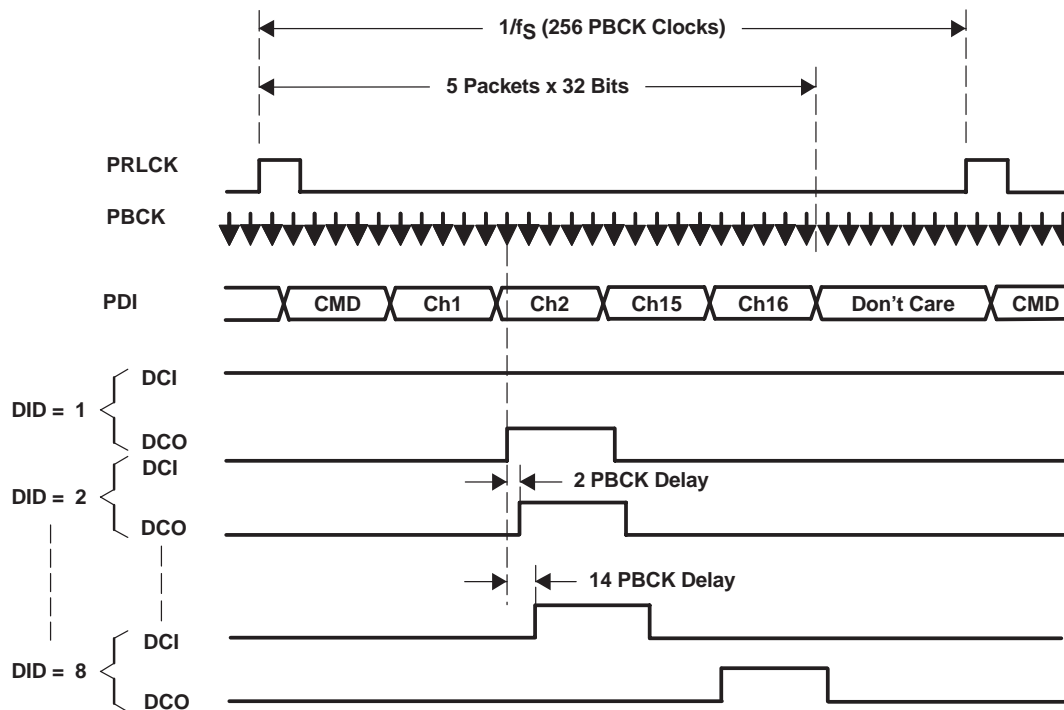 1/fS (256 PBCK Clocks)
5 Packets x 32 Bits
PRLCK
PBCK
PDI
CMD
Ch1
Ch2
Ch15
Ch16
Don't Care
CMD
DID = 1
DCI
DCO
DID = 2
DCI
2 PBCK Delay
DCO
14 PBCK Delay
DID = 8
DCI
DCO